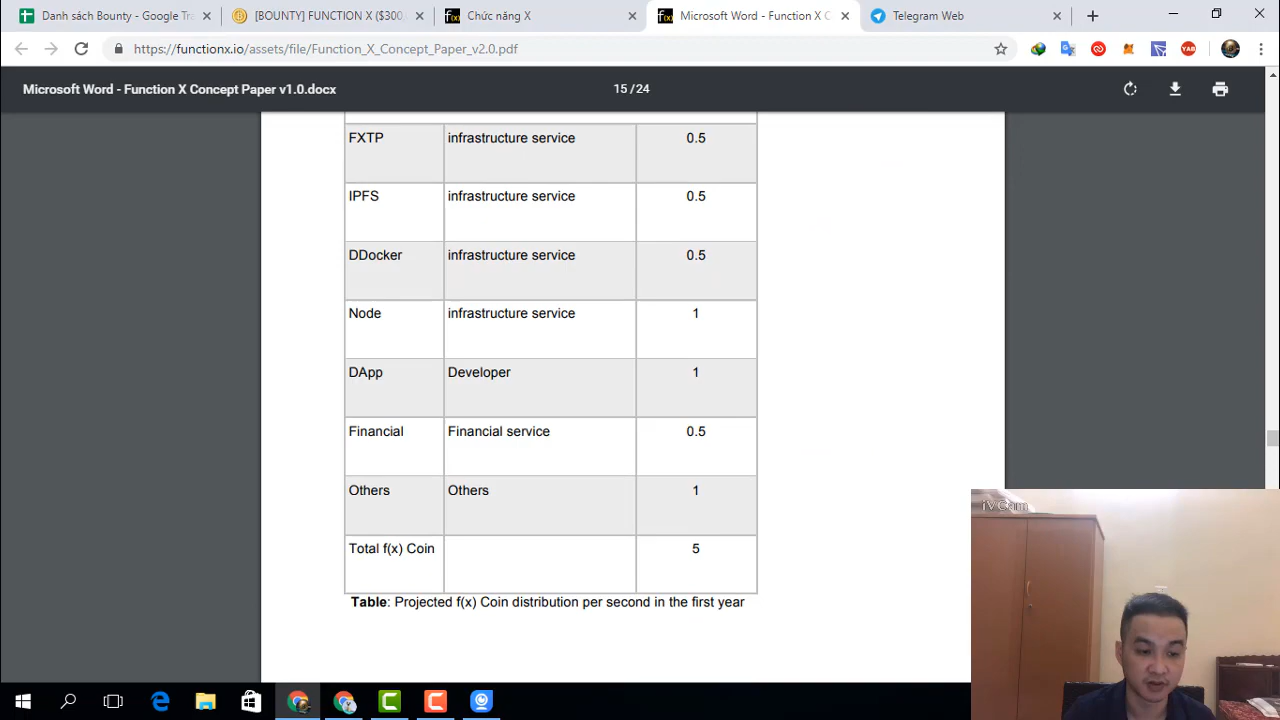 Danh sách Bounty - Google Tr
[BOUNTY] FUNCTION X ($30
f(x) Chức năng X
f(x) Microsoft Word - Function X C
Telegram Web
https://functionx.io/assets/file/Function_X_Concept_Paper_v2.0.pdf
YAB
Microsoft Word - Function X Concept Paper v1.0.docx
15 / 24
FXTP infrastructure service 0.5
IPFS infrastructure service 0.5
DDocker infrastructure service 0.5
Node infrastructure service 1
DApp Developer 1
Financial Financial service 0.5
Others Others 1
Total f(x) Coin 5
Table: Projected f(x) Coin distribution per second in the first year
iVCam